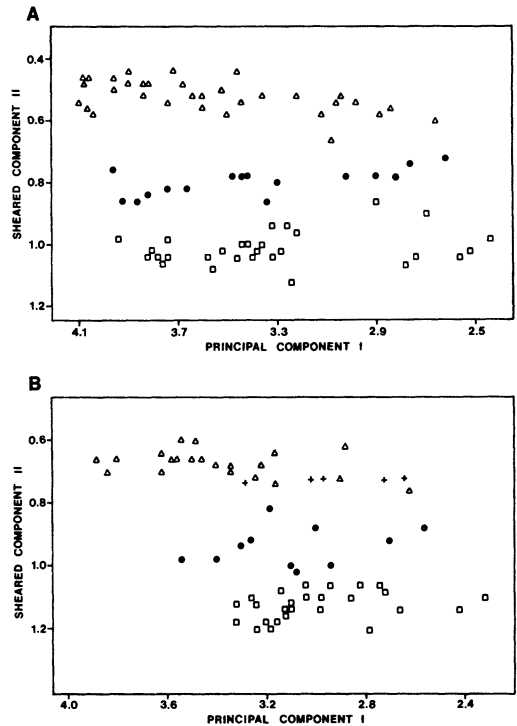 A
SHEARED COMPONENT II
0.4
0.6
0.8
1.0
1.2
4.1 3.7 3.3 2.9 2.5
PRINCIPAL COMPONENT I
B
SHEARED COMPONENT II
0.6
0.8
1.0
1.2
4.0 3.6 3.2 2.8 2.4
PRINCIPAL COMPONENT I